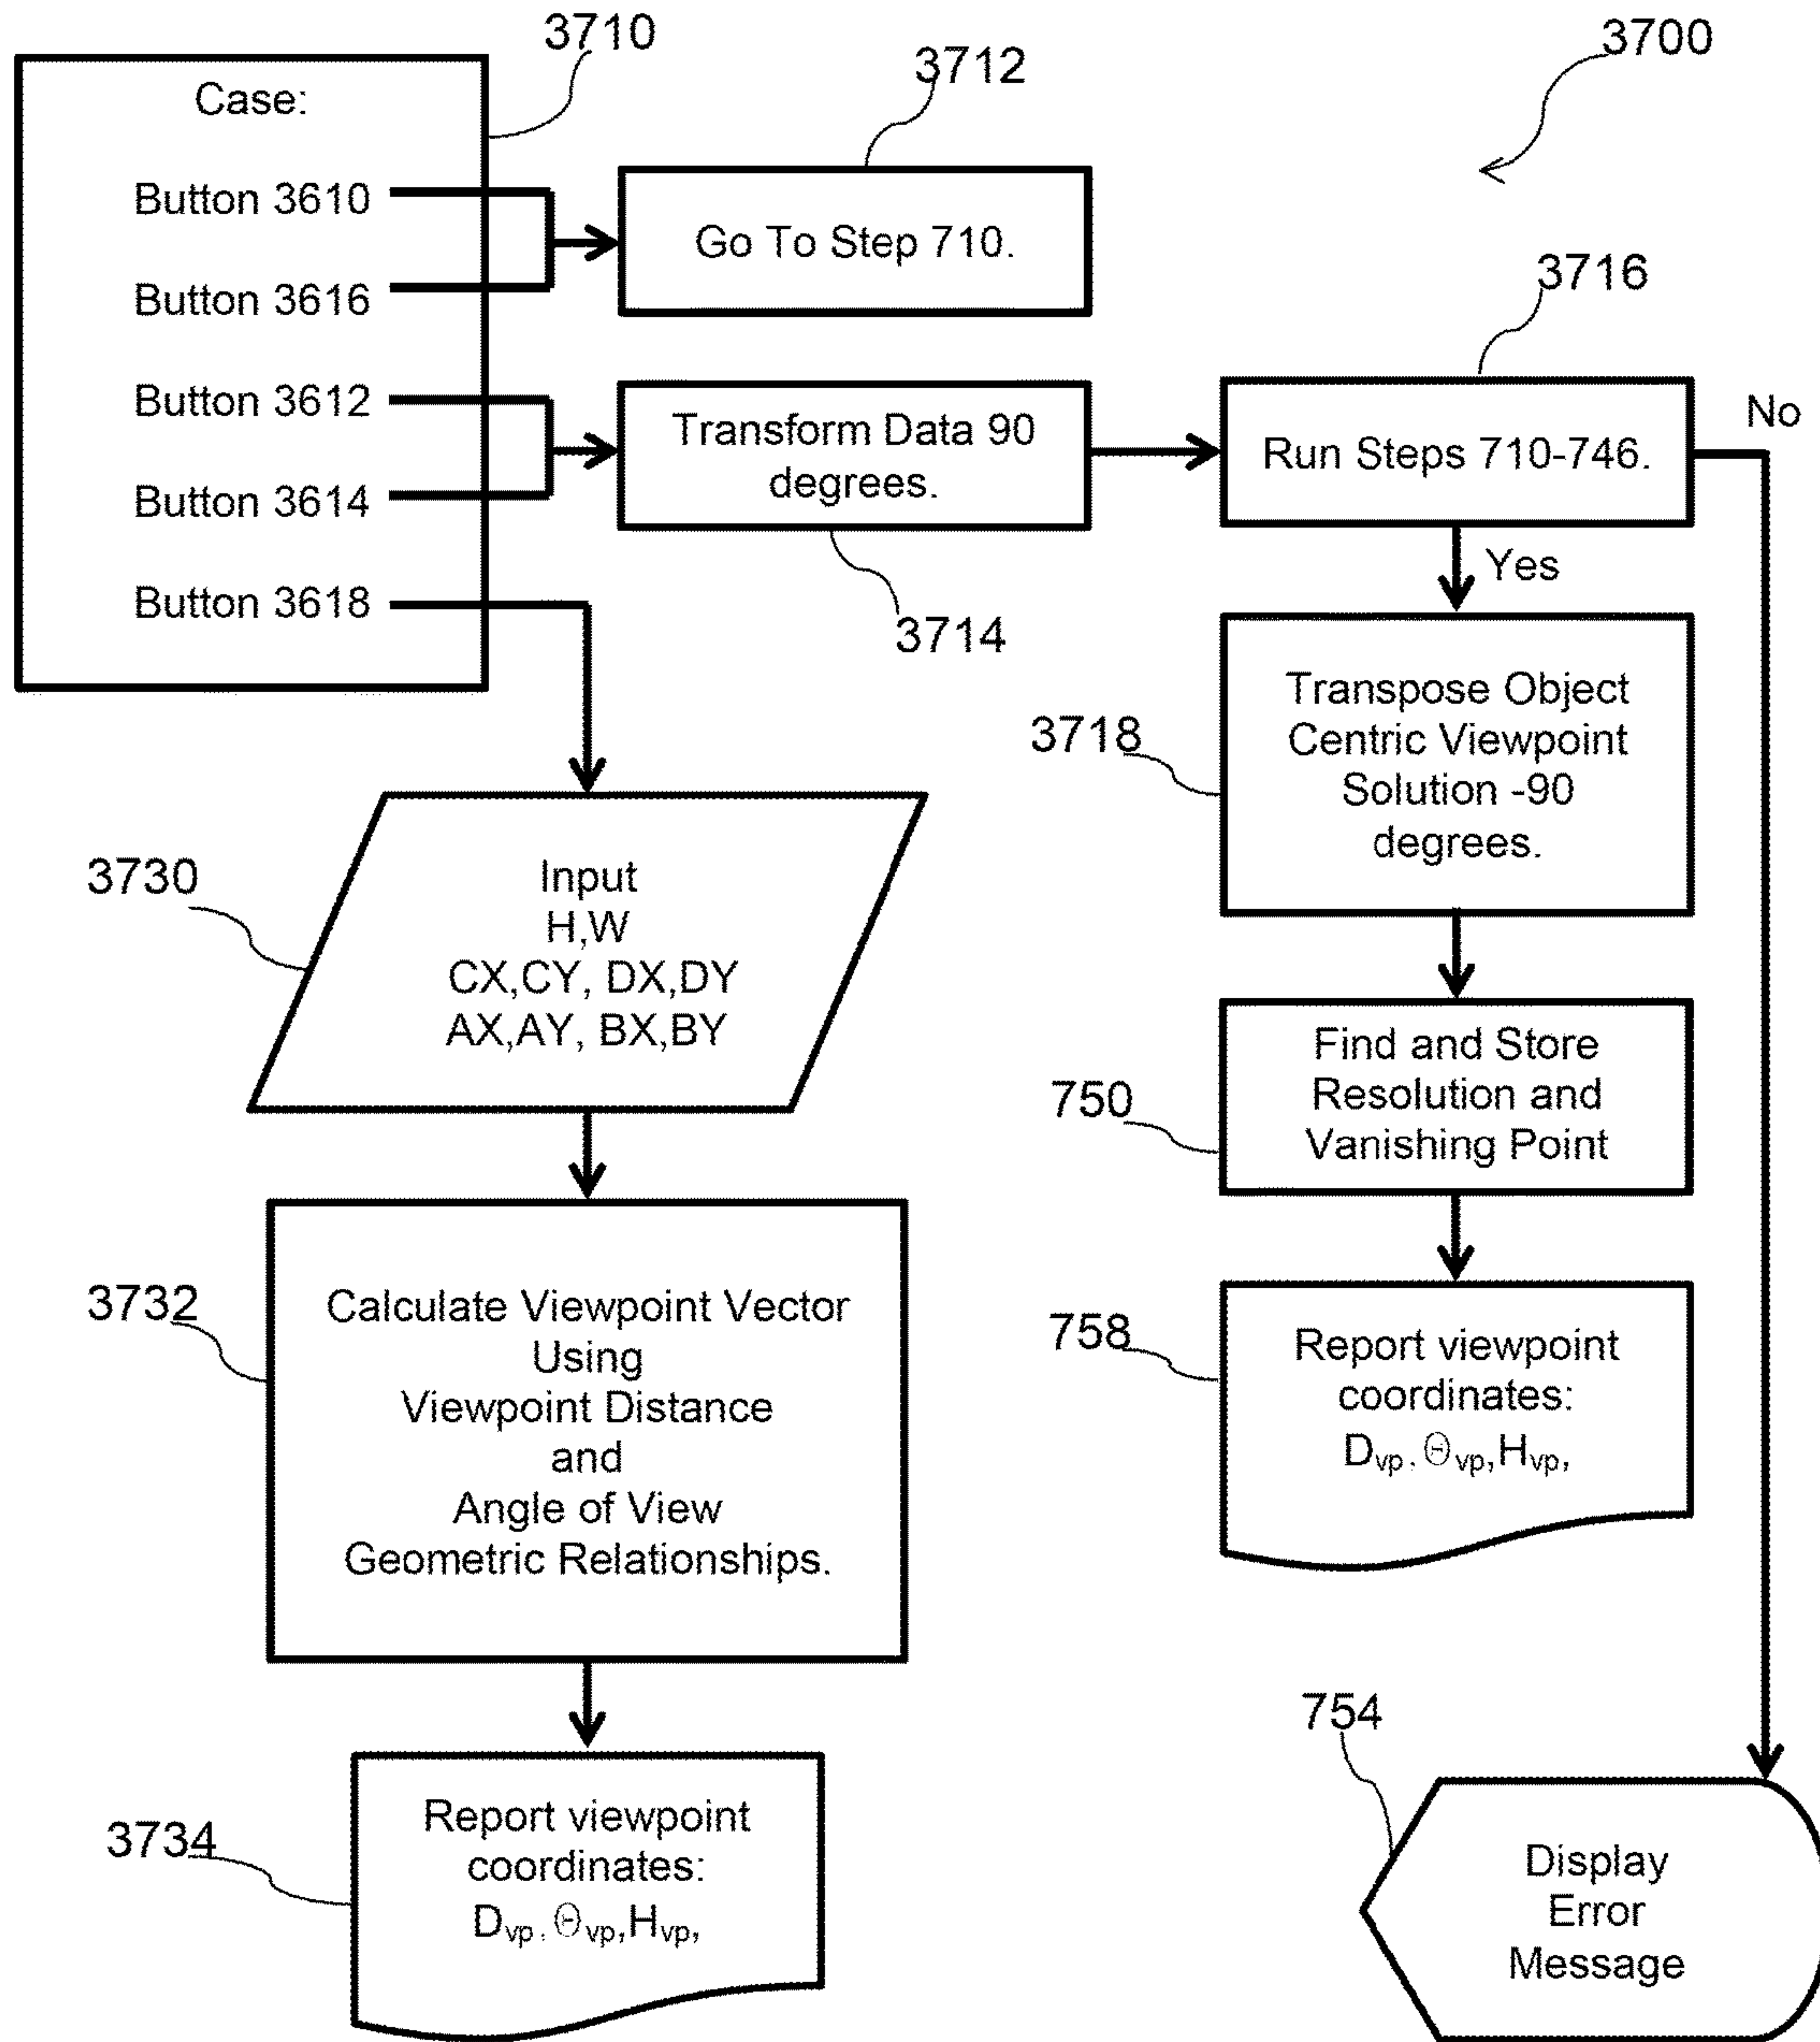 3710
3700
3712
Case:
Button 3610
Go To Step 710.
Button 3616
3716
Button 3612
Transform Data 90
degrees.
Run Steps 710-746.
No
Button 3614
Yes
Button 3618
3714
Transpose Object
Centric Viewpoint
Solution -90
degrees.
3718
3730
Input
H,W
CX,CY, DX,DY
AX,AY, BX,BY
Find and Store
Resolution and
Vanishing Point
750
3732
Calculate Viewpoint Vector
Using
Viewpoint Distance
and
Angle of View
Geometric Relationships.
758
Report viewpoint
coordinates:
Dvp, Θvp,Hvp,
754
3734
Report viewpoint
coordinates:
Dvp, Θvp,Hvp,
Display
Error
Message